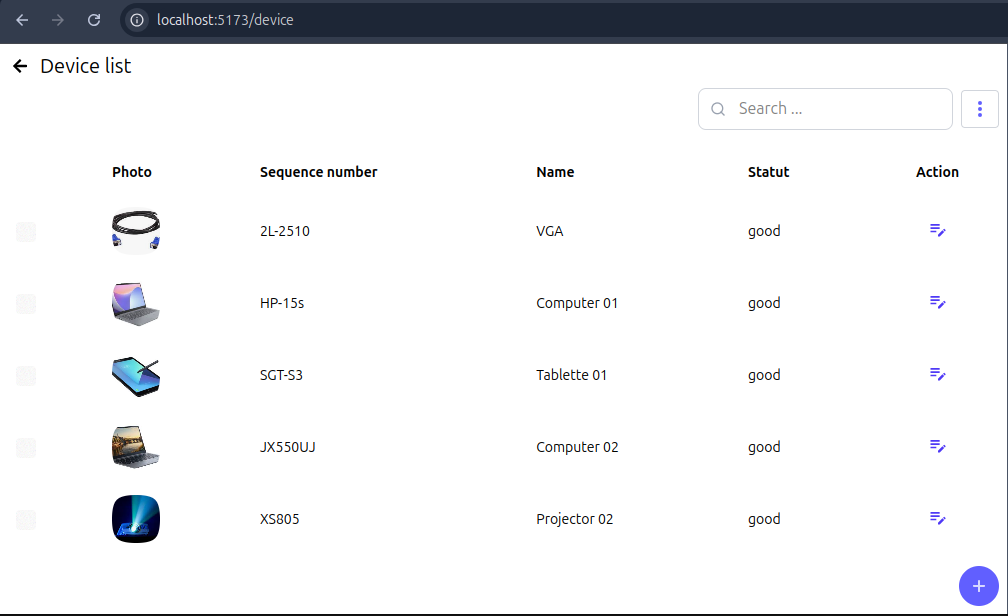 localhost:5173/device
Device list
Search ...
Photo Sequence number Name Statut Action
2L-2510 VGA good
HP-15s Computer 01 good
SGT-S3 Tablette 01 good
JX550UJ Computer 02 good
XS805 Projector 02 good